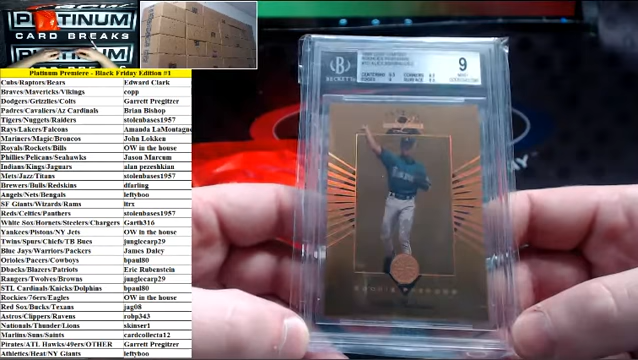 PLATINUM
CARD BREAKS
Platinum Premiere - Black Friday Edition #1
Cubs/Raptors/Bears Edward Clark
Braves/Mavericks/Vikings copp
Dodgers/Grizzlies/Colts Garrett Pregitzer
Padres/Cavaliers/Az Cardinals Brian Bishop
Tigers/Nuggets/Raiders stolenbases1957
Rays/Lakers/Falcons Amanda LaMontagne
Mariners/Magic/Broncos John Lokken
Royals/Rockets/Bills OW in the house
Phillies/Pelicans/Seahawks Jason Marcum
Indians/Kings/Jaguars alan pezeshkian
Mets/Jazz/Titans stolenbases1957
Brewers/Bulls/Redskins dfarling
Angels/Nets/Bengals leftyboo
SF Giants/Wizards/Rams ltrx
Reds/Celtics/Panthers stolenbases1957
White Sox/Hornets/Steelers/Chargers Garth316
Yankees/Pistons/NY Jets OW in the house
Twins/Spurs/Chiefs/TB Bucs junglecarp29
Blue Jays/Warriors/Packers James Daley
Orioles/Pacers/Cowboys bpaul80
Dbacks/Blazers/Patriots Eric Rubenstein
Rangers/Twolves/Browns junglecarp29
STL Cardinals/Knicks/Dolphins bpaul80
Rockies/76ers/Eagles OW in the house
Red Sox/Bucks/Texans jag08
Astros/Clippers/Ravens robp343
Nationals/Thunder/Lions skinser1
Marlins/Suns/Saints cardcollecta12
Pirates/ATL Hawks/49ers/OTHER Garrett Pregitzer
Athletics/Heat/NY Giants leftyboo
BECKETT
9
MINT